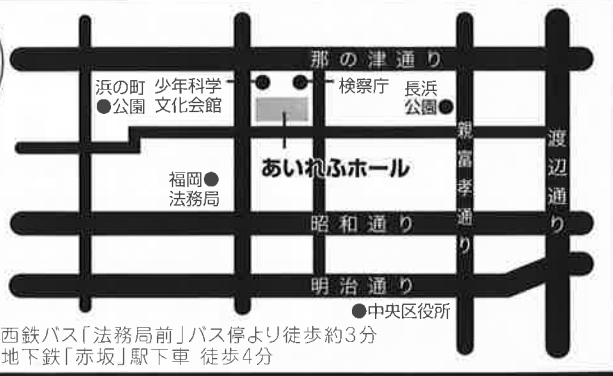 那の津通り
浜の町
●公園
少年科学
文化会館
検察庁
長浜
公園●
あいれふホール
福岡●
法務局
親富孝通り
渡辺通り
昭和通り
明治通り
●中央区役所
西鉄バス「法務局前」バス停より徒歩約3分
地下鉄「赤坂」駅下車 徒歩4分